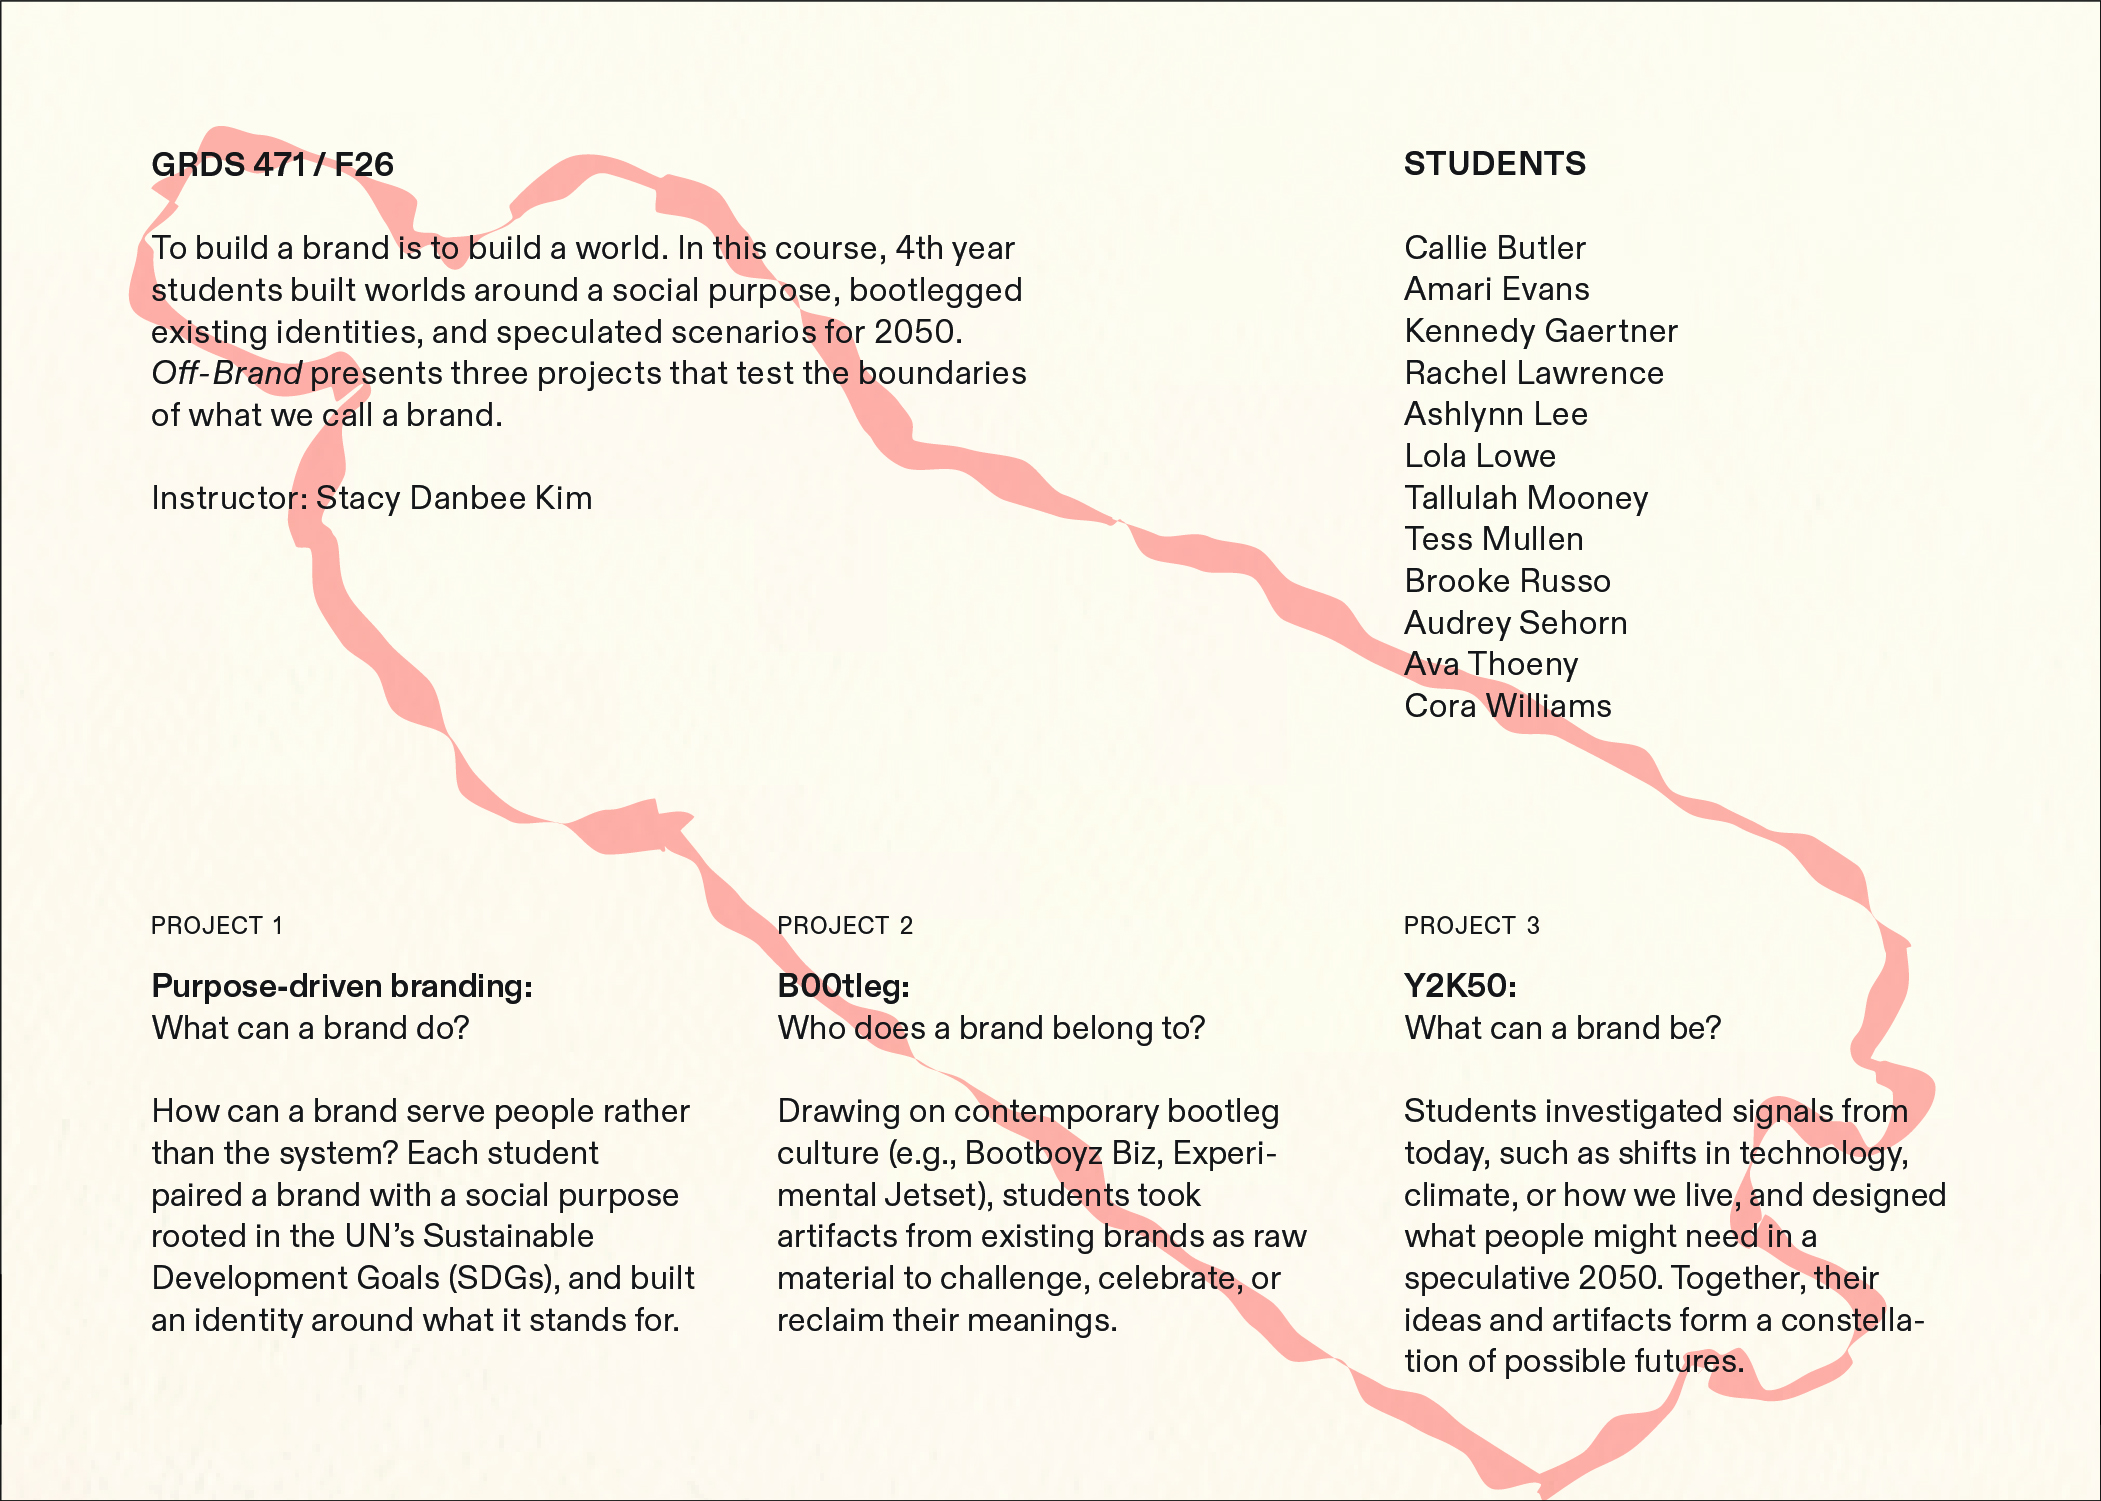 GRDS 471 / F26
To build a brand is to build a world. In this course, 4th year
students built worlds around a social purpose, bootlegged
existing identities, and speculated scenarios for 2050.
Off-Brand presents three projects that test the boundaries
of what we call a brand.
Instructor: Stacy Danbee Kim
STUDENTS
Callie Butler
Amari Evans
Kennedy Gaertner
Rachel Lawrence
Ashlynn Lee
Lola Lowe
Tallulah Mooney
Tess Mullen
Brooke Russo
Audrey Sehorn
Ava Thoeny
Cora Williams
PROJECT 1
Purpose-driven branding:
What can a brand do?
How can a brand serve people rather
than the system? Each student
paired a brand with a social purpose
rooted in the UN’s Sustainable
Development Goals (SDGs), and built
an identity around what it stands for.
PROJECT 2
B00tleg:
Who does a brand belong to?
Drawing on contemporary bootleg
culture (e.g., Bootboyz Biz, Experi-
mental Jetset), students took
artifacts from existing brands as raw
material to challenge, celebrate, or
reclaim their meanings.
PROJECT 3
Y2K50:
What can a brand be?
Students investigated signals from
today, such as shifts in technology,
climate, or how we live, and designed
what people might need in a
speculative 2050. Together, their
ideas and artifacts form a constella-
tion of possible futures.